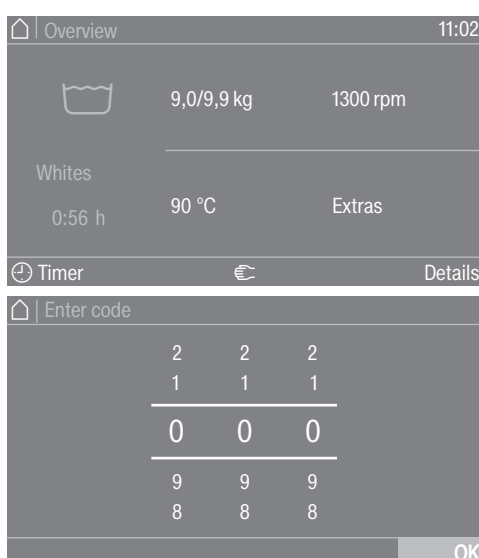 Overview 11:02
9,0/9,9 kg 1300 rpm
Whites
0:56 h
90 °C Extras
Timer Details
Enter code
2 2 2
1 1 1
0 0 0
9 9 9
8 8 8
OK